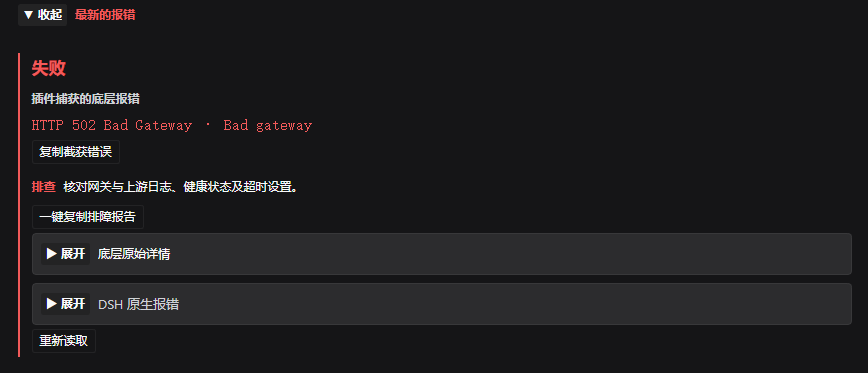 ▼ 收起 最新的报错
失败
插件捕获的底层报错
HTTP 502 Bad Gateway · Bad gateway
复制截获错误
排查 核对网关与上游日志、健康状态及超时设置。
一键复制排障报告
▶ 展开 底层原始详情
▶ 展开 DSH 原生报错
重新读取